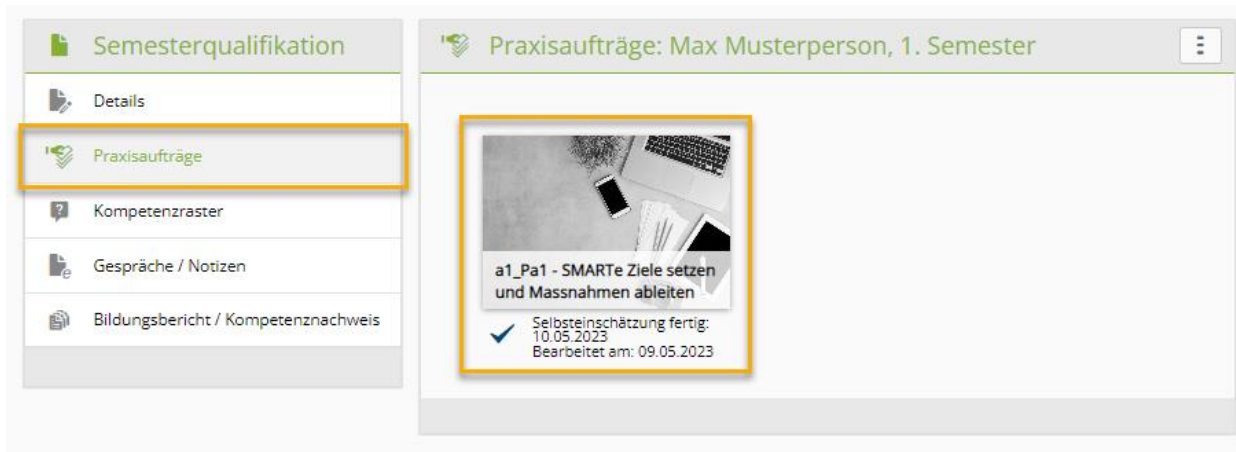 Semesterqualifikation
Details
Praxisaufträge
Kompetenzraster
Gespräche / Notizen
Bildungsbericht / Kompetenznachweis
Praxisaufträge: Max Musterperson, 1. Semester
a1_Pa1 - SMARTe Ziele setzen
und Massnahmen ableiten
Selbsteinschätzung fertig:
10.05.2023
Bearbeitet am: 09.05.2023